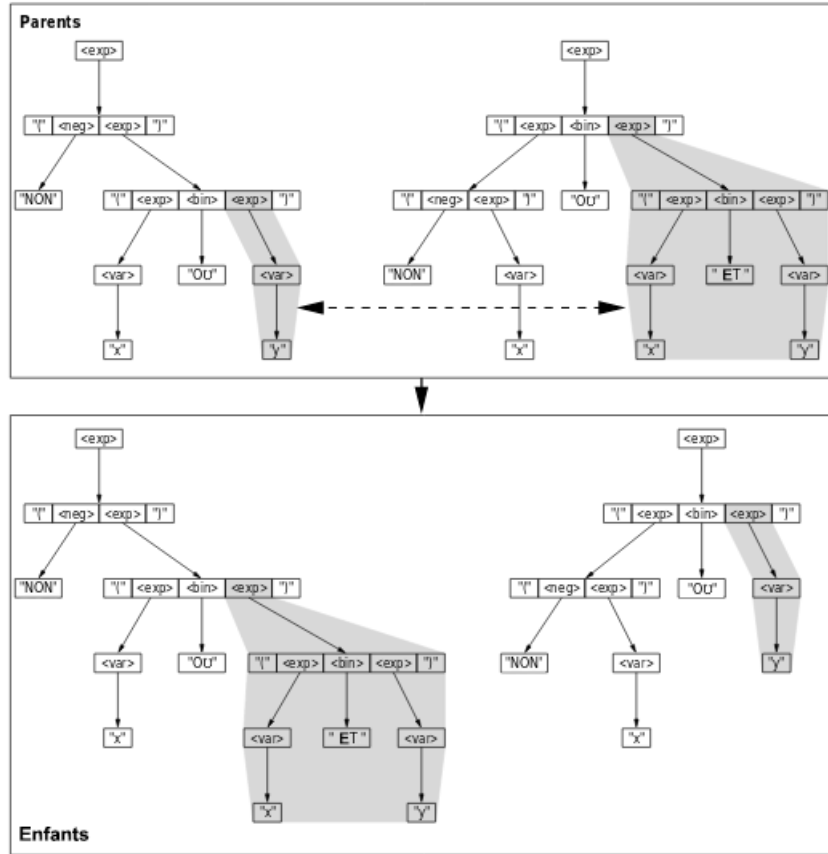 Parents
<exp> <exp>
"(" <neg> <exp> ")" "(" <exp> <bin> <exp> ")"
"NON" "(" <exp> <bin> <exp> ")" "(" <neg> <exp> ")" "OU" "(" <exp> <bin> <exp> ")"
<var> "OU" <var> "NON" <var> <var> "ET" <var>
"x" "y" "x" "x" "y"
<exp> <exp>
"(" <neg> <exp> ")" "(" <exp> <bin> <exp> ")"
"NON" "(" <exp> <bin> <exp> ")" "(" <neg> <exp> ")" "OU" <var>
<var> "OU" "(" <exp> <bin> <exp> ")" "NON" <var> "y"
"x" <var> "ET" <var> "x"
"x" "y"
Enfants